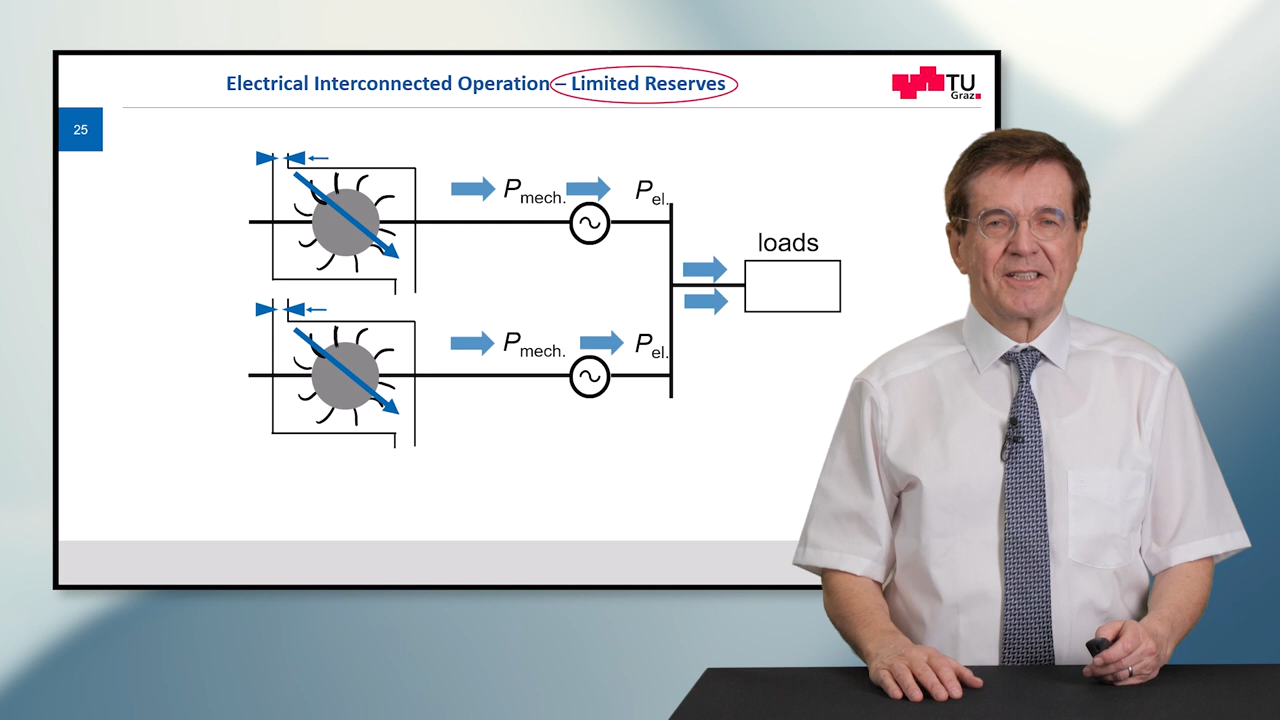 Electrical Interconnected Operation – Limited Reserves
TU
Graz
25
Pmech.
Pel.
loads
Pmech.
Pel.